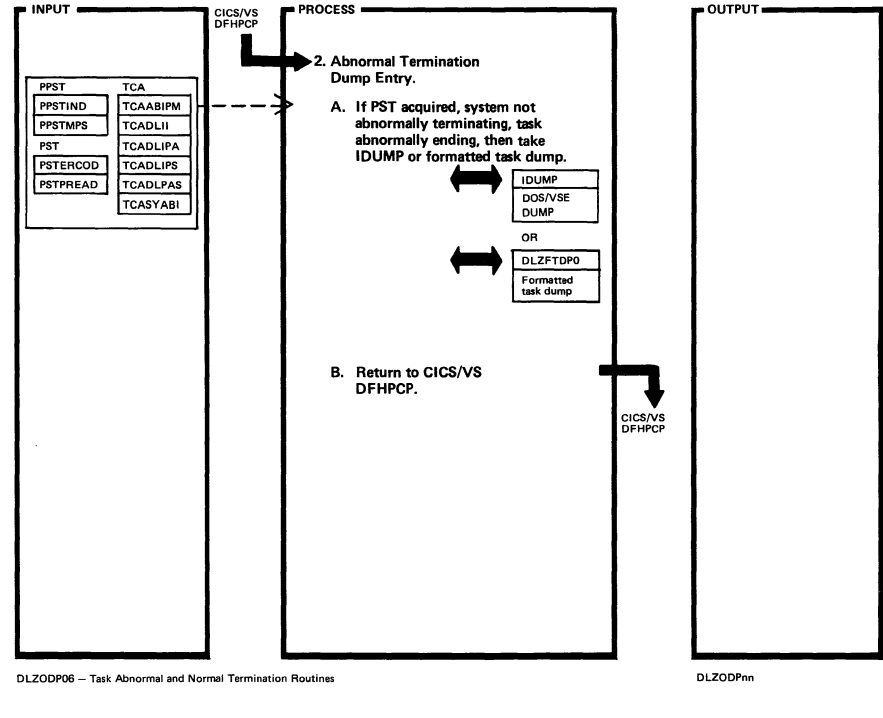 INPUT
CICS/VS
DFHPCP
PROCESS
OUTPUT
2. Abnormal Termination
Dump Entry.
PPST
TCA
PPSTIND
TCAABIPM
PPSTMPS
TCADLII
PST
TCADLIPA
PSTERCOD
TCADLIPS
PSTPREAD
TCADLPAS
TCASYABI
A. If PST acquired, system not
abnormally terminating, task
abnormally ending, then take
IDUMP or formatted task dump.
IDUMP
DOS/VSE
DUMP
OR
DLZFTDP0
Formatted
task dump
B. Return to CICS/VS
DFHPCP.
CICS/VS
DFHPCP
DLZODP06 — Task Abnormal and Normal Termination Routines
DLZODPnn